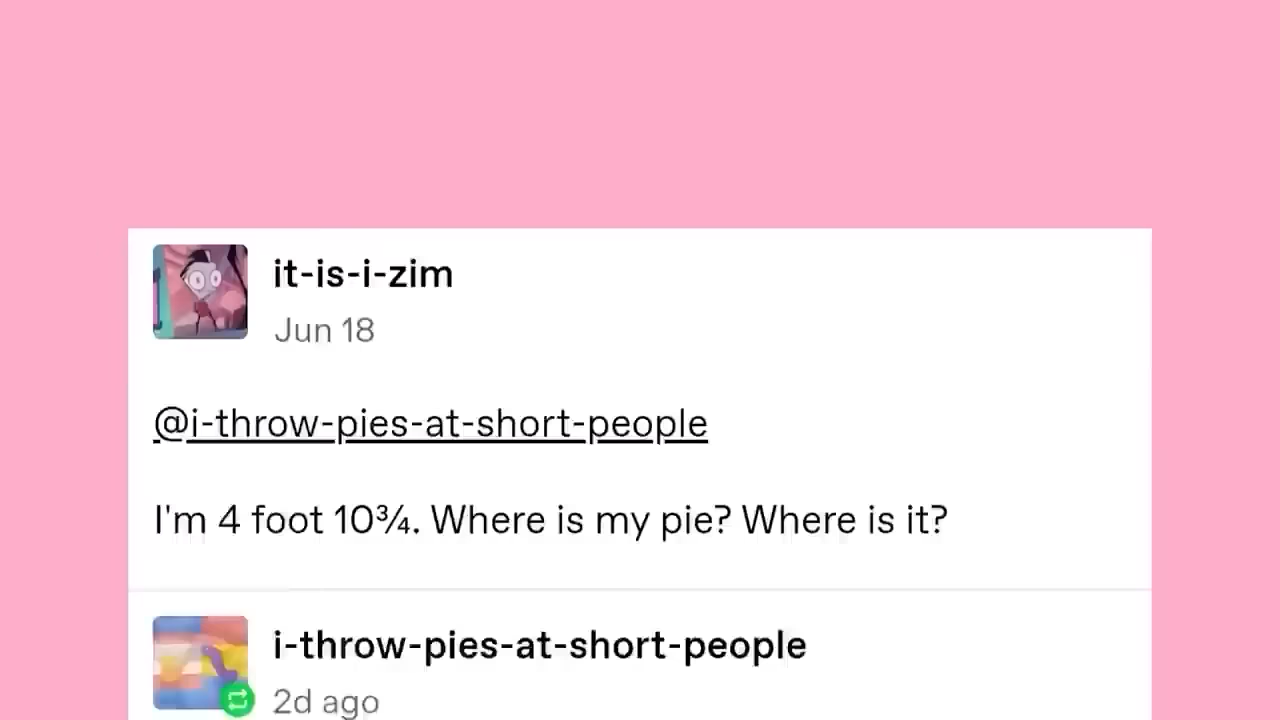 it-is-i-zim
Jun 18
@i-throw-pies-at-short-people
I'm 4 foot 10¾. Where is my pie? Where is it?
i-throw-pies-at-short-people
2d ago